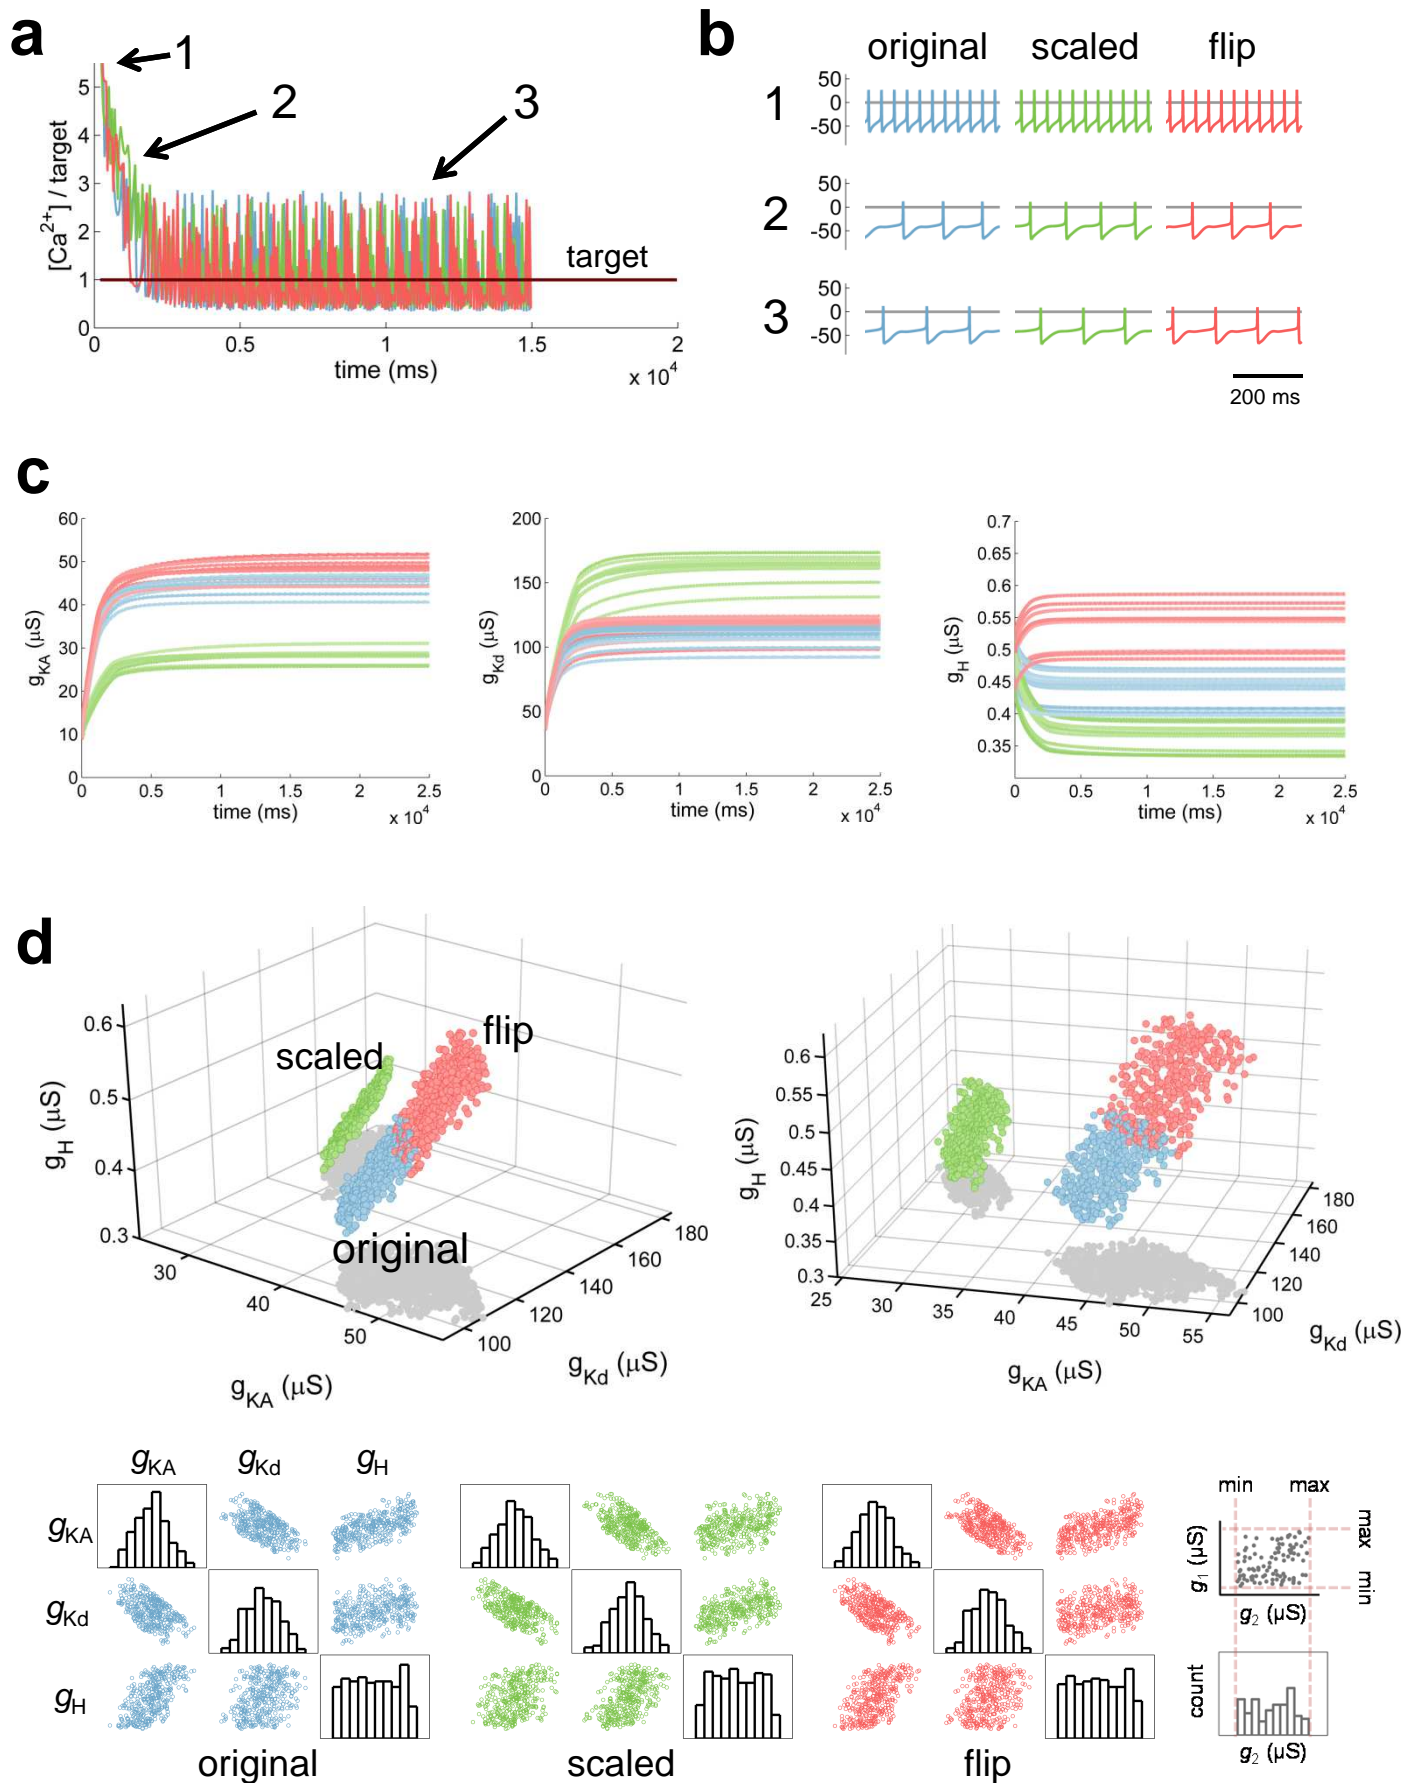 a
1
2
3
5
4
3
2
1
0
[Ca2+] / target
target
0 0.5 1 1.5 2
time (ms)
x 10^4
b
original scaled flip
1
50
0
-50
2
50
0
-50
3
50
0
-50
200 ms
c
60
50
40
30
20
10
0
gKA (μS)
0 0.5 1 1.5 2 2.5
time (ms)
x 10^4
200
150
100
50
0
gKd (μS)
0 0.5 1 1.5 2 2.5
time (ms)
x 10^4
0.7
0.65
0.6
0.55
0.5
0.45
0.4
0.35
gH (μS)
0 0.5 1 1.5 2 2.5
time (ms)
x 10^4
d
scaled
flip
original
0.6
0.5
0.4
0.3
gH (μS)
30
40
50
gKA (μS)
100
120
140
160
180
gKd (μS)
0.6
0.55
0.5
0.45
0.4
0.35
0.3
gH (μS)
25 30 35 40 45 50 55
gKA (μS)
100
120
140
160
180
gKd (μS)
gKA gKd gH
gKA
gKd
gH
original
scaled
flip
min max
max
min
g1 (μS)
g2 (μS)
count
g2 (μS)